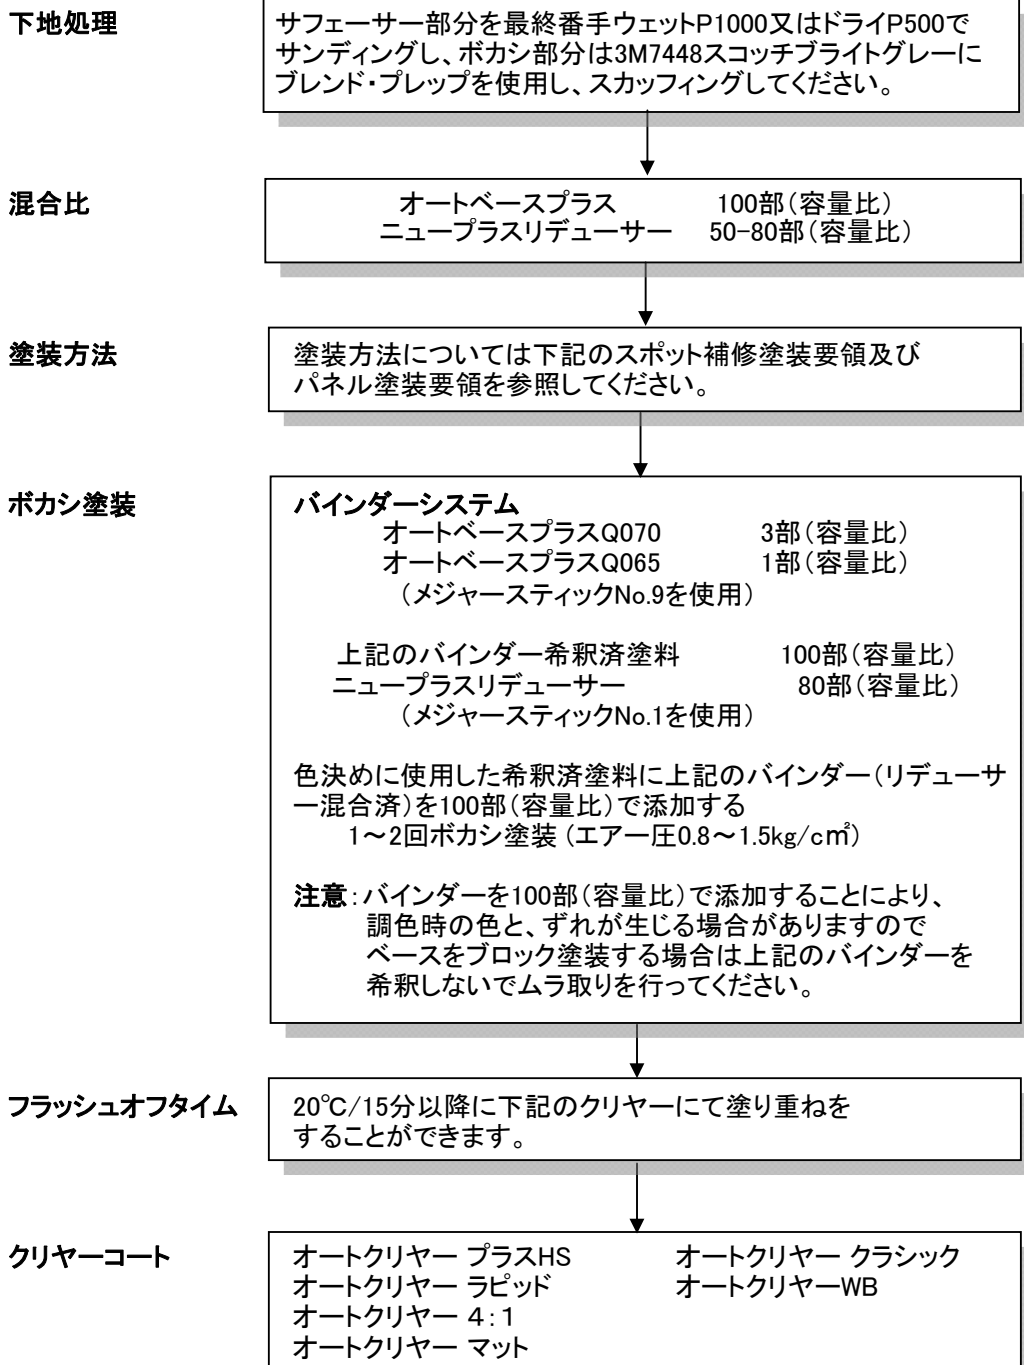 下地処理
サフェーサー部分を最終番手ウェットP1000又はドライP500で
サンディングし、ボカシ部分は3M7448スコッチブライトグレーに
ブレンド・プレップを使用し、スカッフィングしてください。
混合比
オートベースプラス 100部（容量比）
ニュープラスリデューサー 50-80部（容量比）
塗装方法
塗装方法については下記のスポット補修塗装要領及び
パネル塗装要領を参照してください。
ボカシ塗装
バインダーシステム
オートベースプラスQ070 3部（容量比）
オートベースプラスQ065 1部（容量比）
（メジャースティックNo.9を使用）
上記のバインダー希釈済塗料 100部（容量比）
ニュープラスリデューサー 80部（容量比）
（メジャースティックNo.1を使用）
色決めに使用した希釈済塗料に上記のバインダー（リデューサ
ー混合済）を100部（容量比）で添加する
1～2回ボカシ塗装（エアー圧0.8～1.5kg/c㎡）
注意：バインダーを100部（容量比）で添加することにより、
調色時の色と、ずれが生じる場合がありますので
ベースをブロック塗装する場合は上記のバインダーを
希釈しないでムラ取りを行ってください。
フラッシュオフタイム
20℃/15分以降に下記のクリヤーにて塗り重ねを
することができます。
クリヤーコート
オートクリヤー プラスHS オートクリヤー クラシック
オートクリヤー ラピッド オートクリヤーWB
オートクリヤー ４：１
オートクリヤー マット